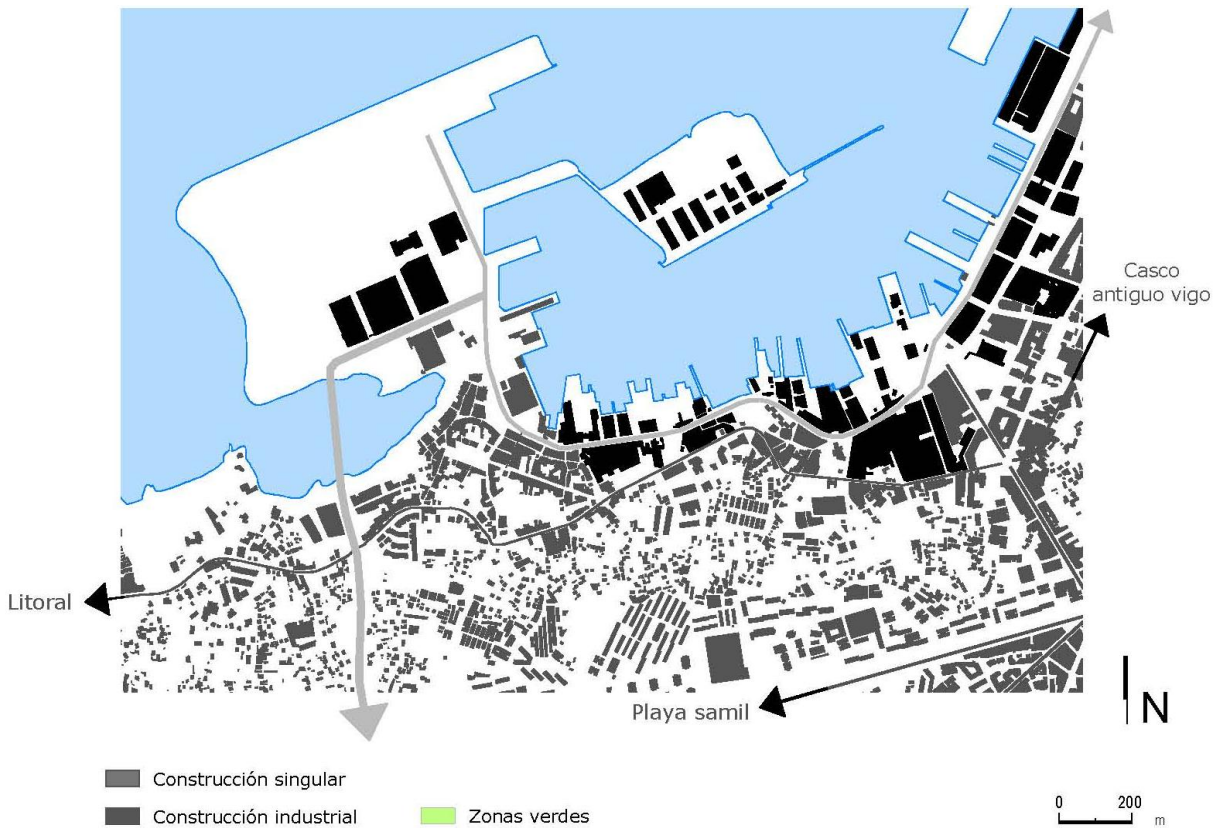 Casco
antiguo vigo
Litoral
Playa samil
N
Construcción singular
Construcción industrial
Zonas verdes
0 200
m